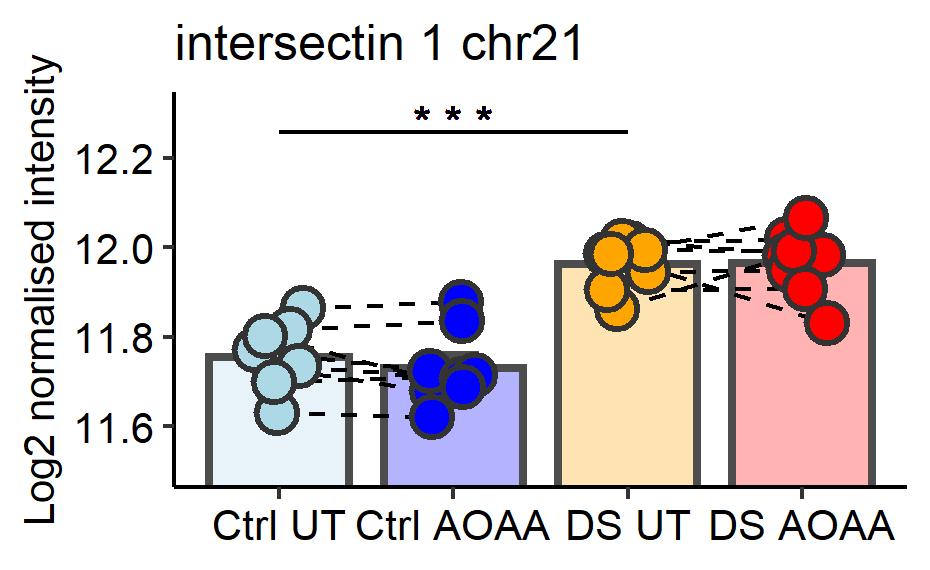 intersectin 1 chr21
Log2 normalised intensity
* * *
12.2
12.0
11.8
11.6
Ctrl UT Ctrl AOAA DS UT DS AOAA